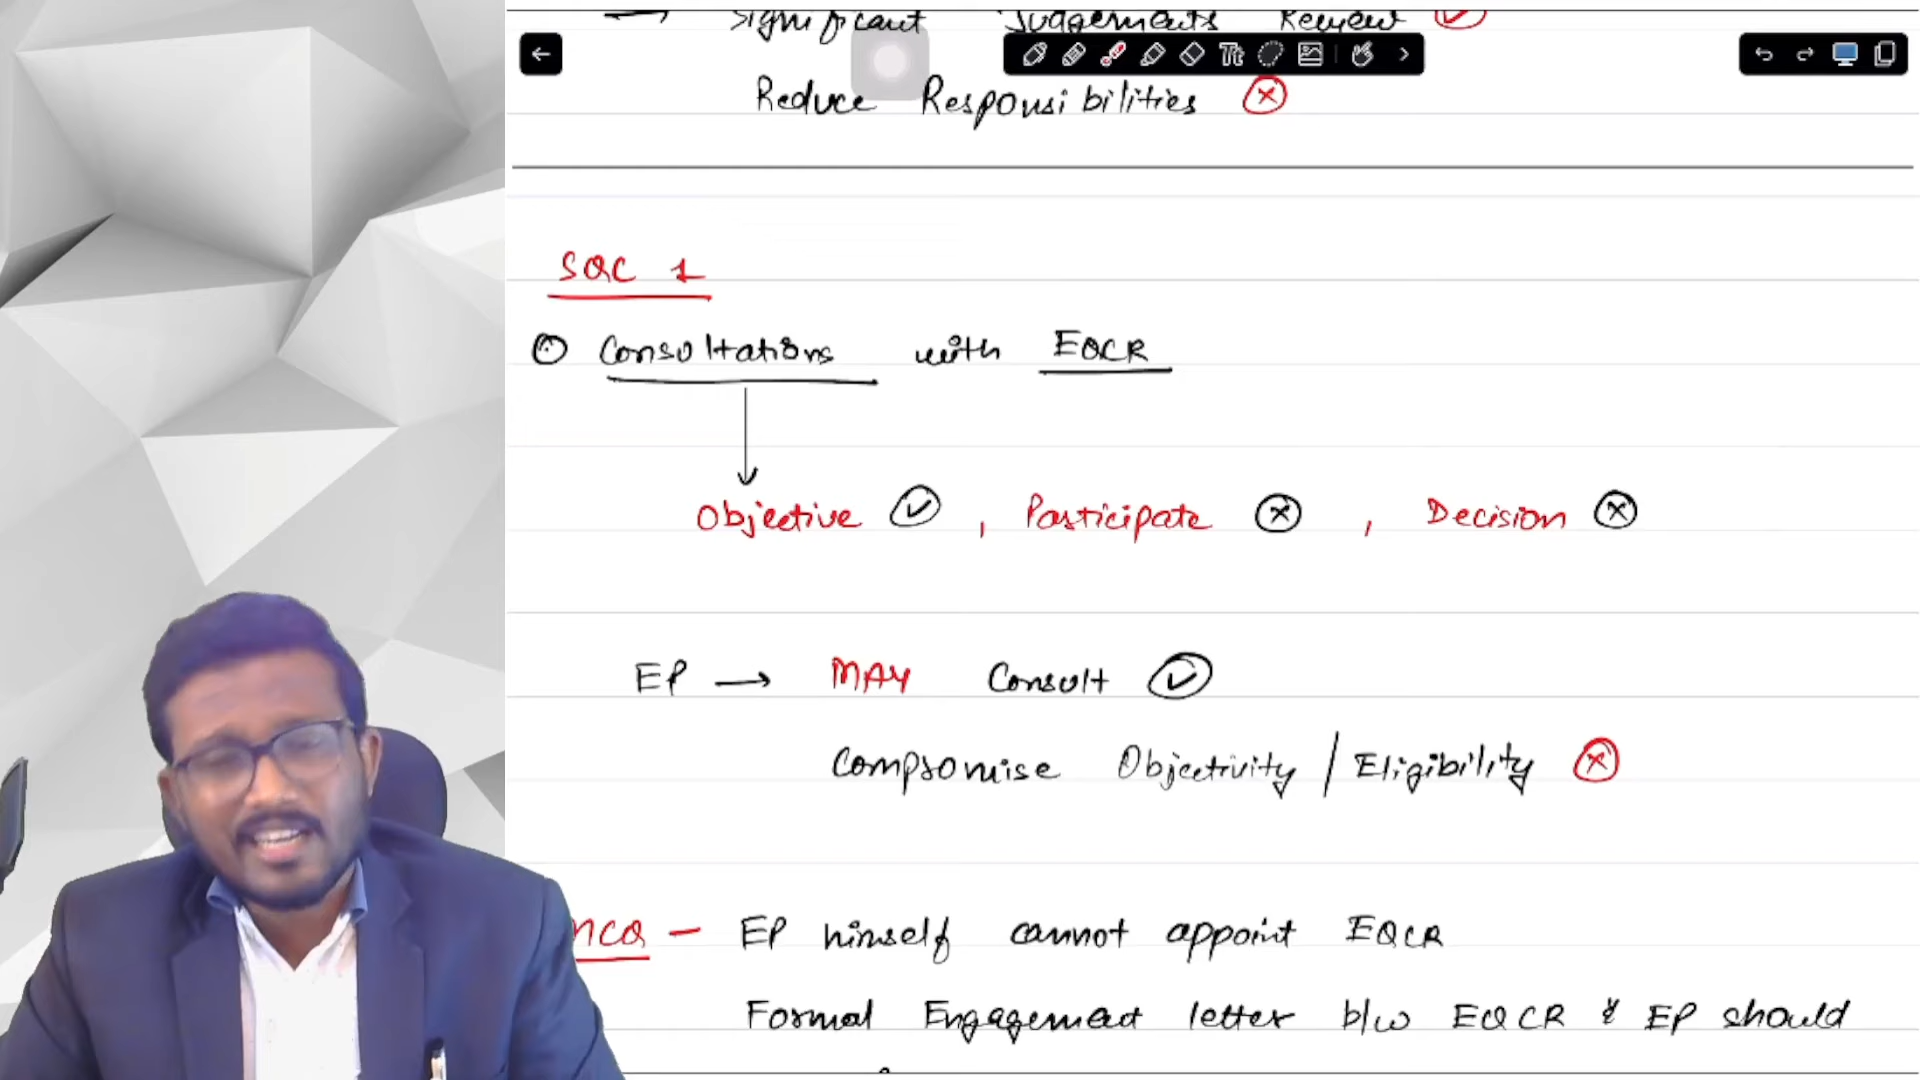 → Significant Judgements Review
Reduce Responsibilities
SQC 1
Consultations with EQCR
Objective , Participate , Decision
EP → MAY Consult
Compromise Objectivity / Eligibility
MCQ - EP himself cannot appoint EQCR
Formal Engagement letter b/w EQCR & EP should